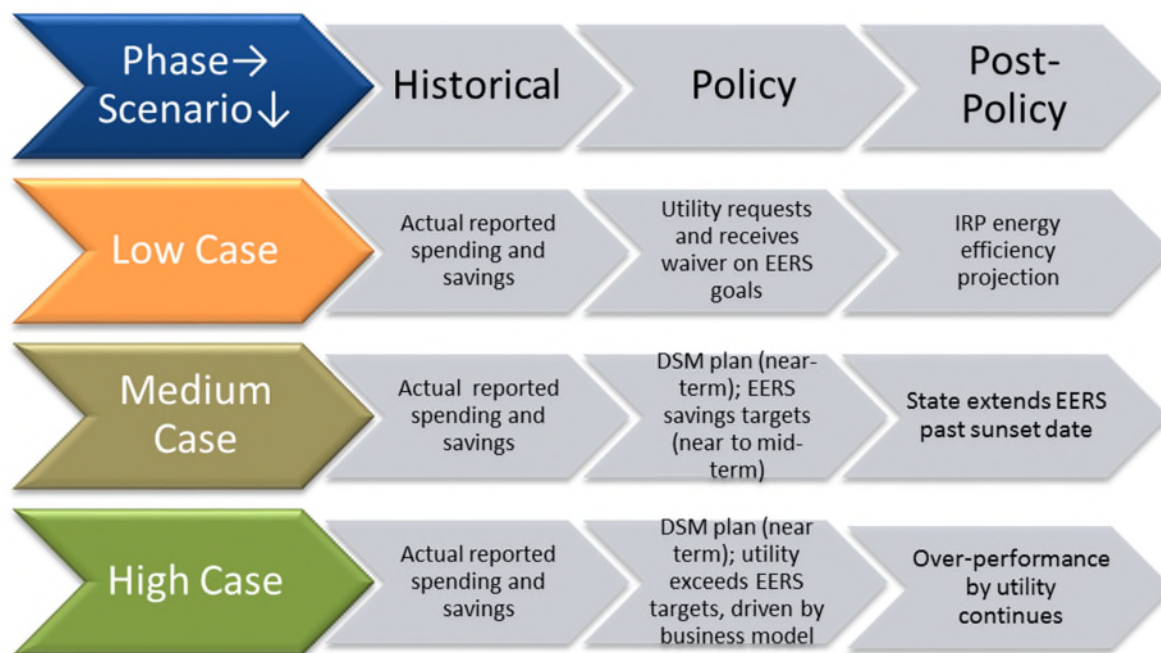 Phase→
Scenario↓
Historical
Policy
Post-
Policy
Low Case
Actual reported
spending and
savings
Utility requests
and receives
waiver on EERS
goals
IRP energy
efficiency
projection
Medium
Case
Actual reported
spending and
savings
DSM plan (near-
term); EERS
savings targets
(near to mid-
term)
State extends EERS
past sunset date
High Case
Actual reported
spending and
savings
DSM plan (near
term); utility
exceeds EERS
targets, driven by
business model
Over-performance
by utility
continues